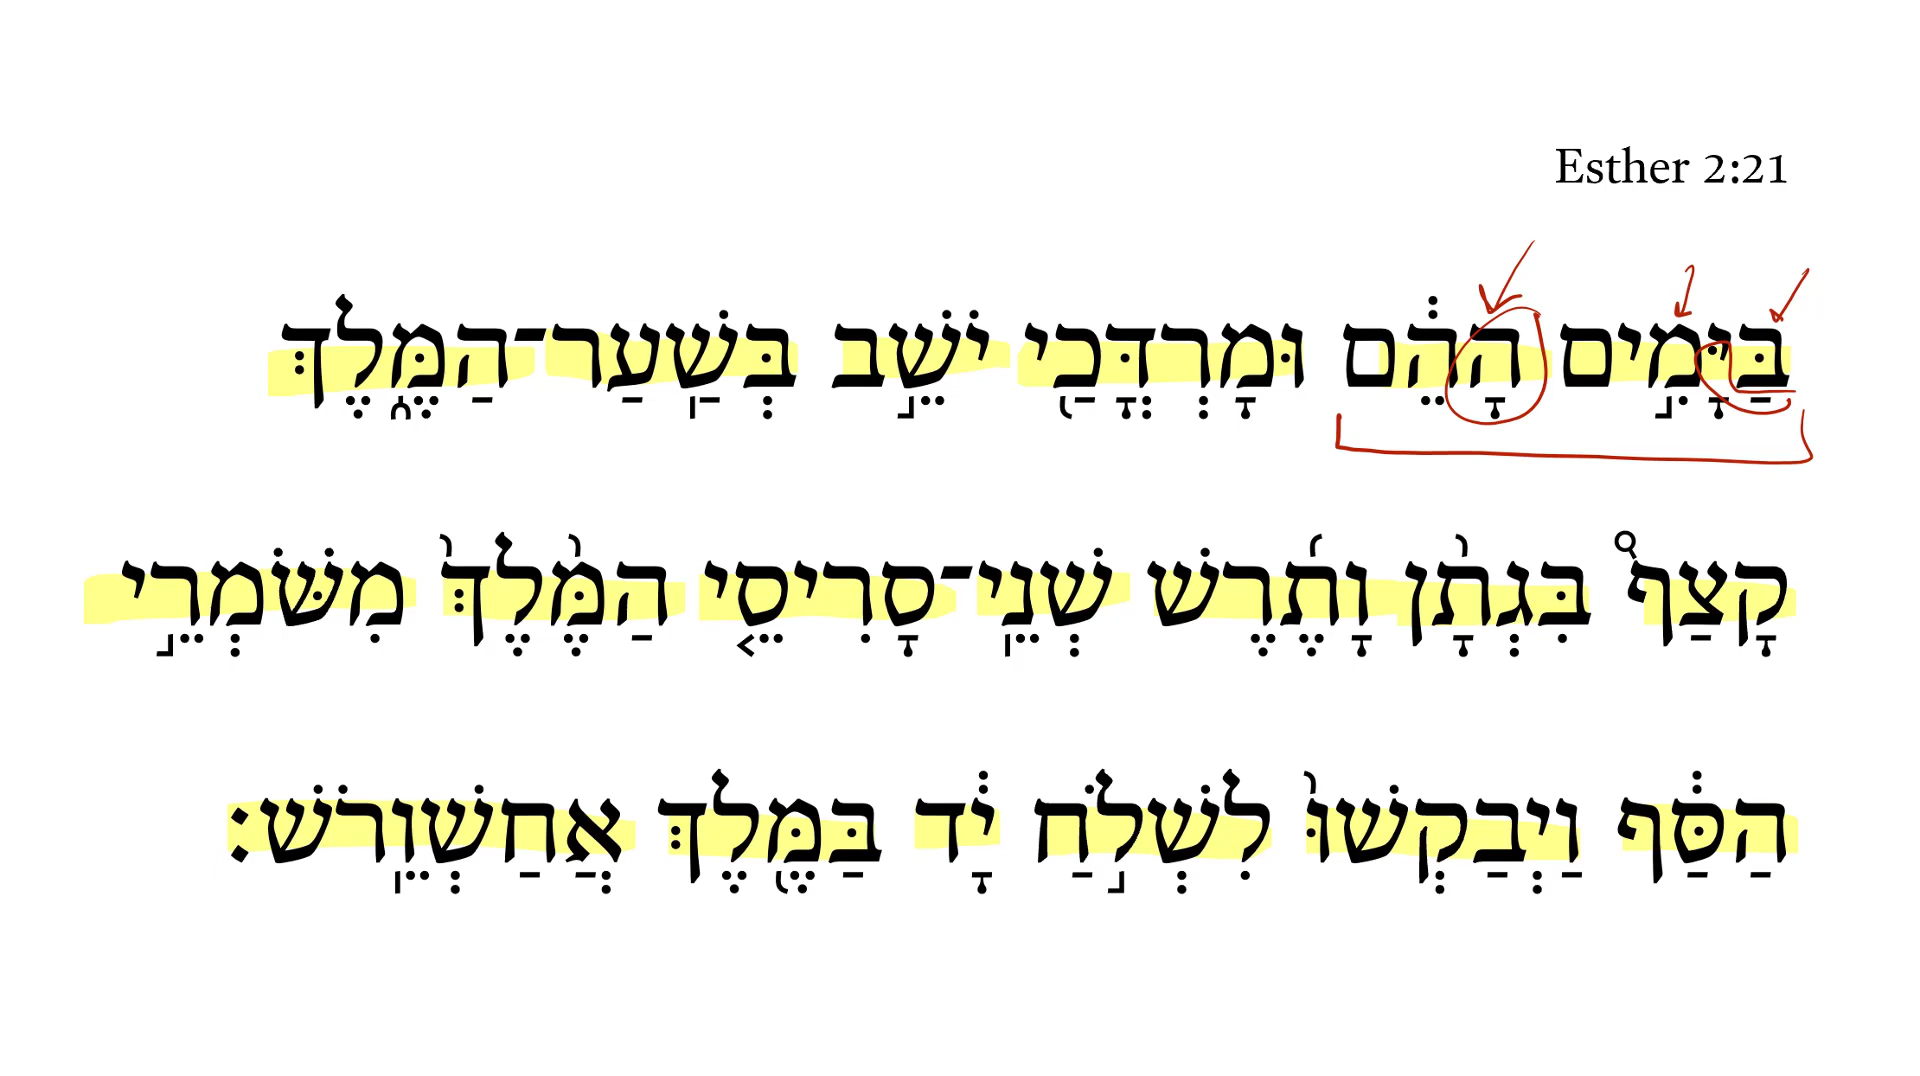 Esther 2:21
בַּיָּמִ֣ים הָהֵ֔ם וּמָרְדֳּכַ֖י יֹשֵׁ֣ב בְּשַֽׁעַר־הַמֶּ֑לֶךְ
קָצַף֩ בִּגְתָ֨ן וָתֶ֜רֶשׁ שְׁנֵֽי־סָרִיסֵ֤י הַמֶּ֙לֶךְ֙ מִשֹּׁמְרֵ֣י
הַסַּ֔ף וַיְבַקְשׁוּ֙ לִשְׁלֹ֣חַ יָ֔ד בַּמֶּ֖לֶךְ אֲחַשְׁוֵרֹֽשׁ׃